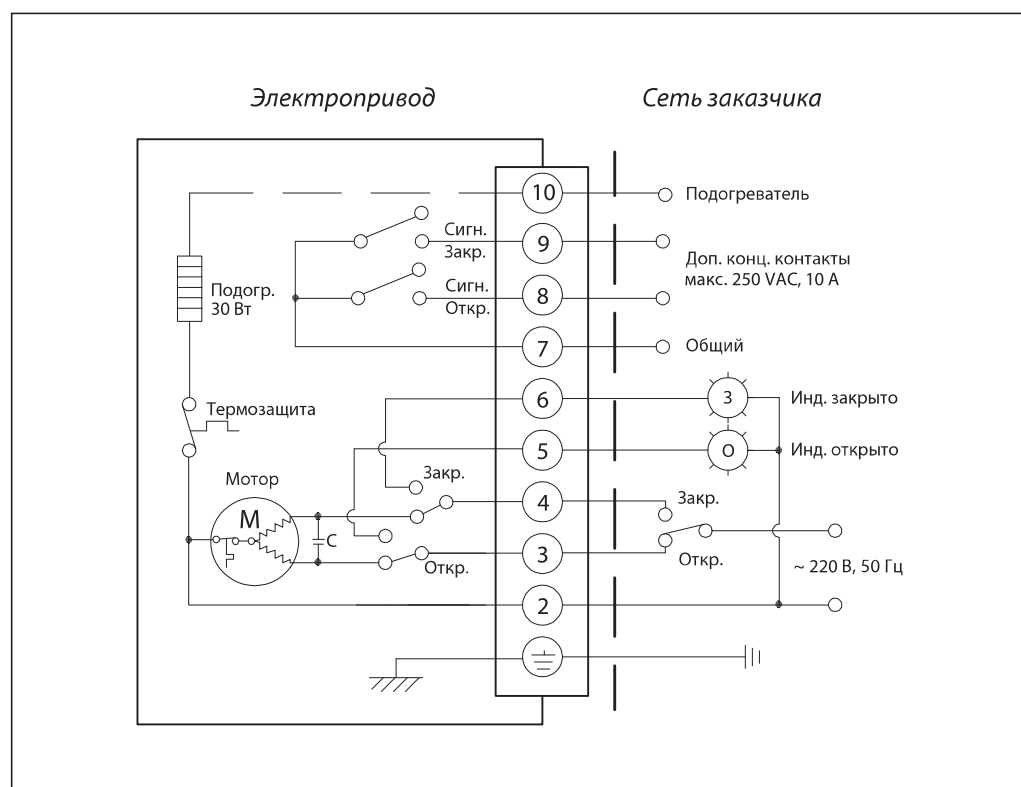 Электропривод
Сеть заказчика
10
Подогреватель
Сигн.
Закр.
9
Доп. конц. контакты
макс. 250 VAC, 10 А
Подогр.
30 Вт
Сигн.
Откр.
8
7
Общий
6
З
Инд. закрыто
Термозащита
5
О
Инд. открыто
Мотор
Закр.
4
Закр.
М
С
Откр.
3
Откр.
~ 220 В, 50 Гц
2